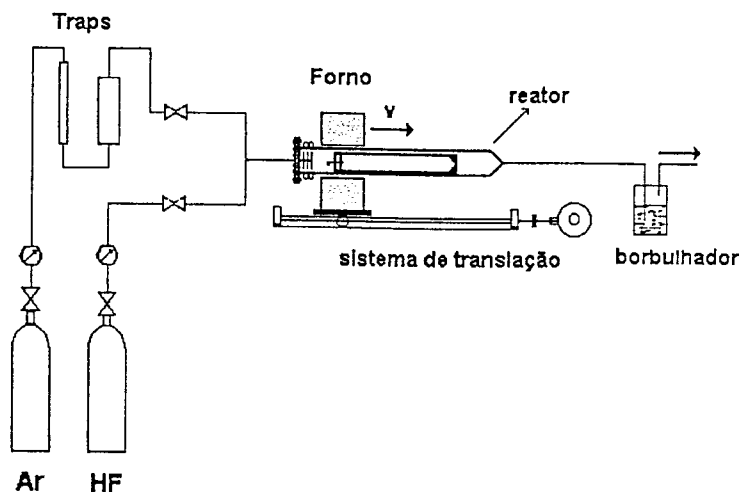 Traps
Forno
v
reator
sistema de translação
borbulhador
Ar
HF